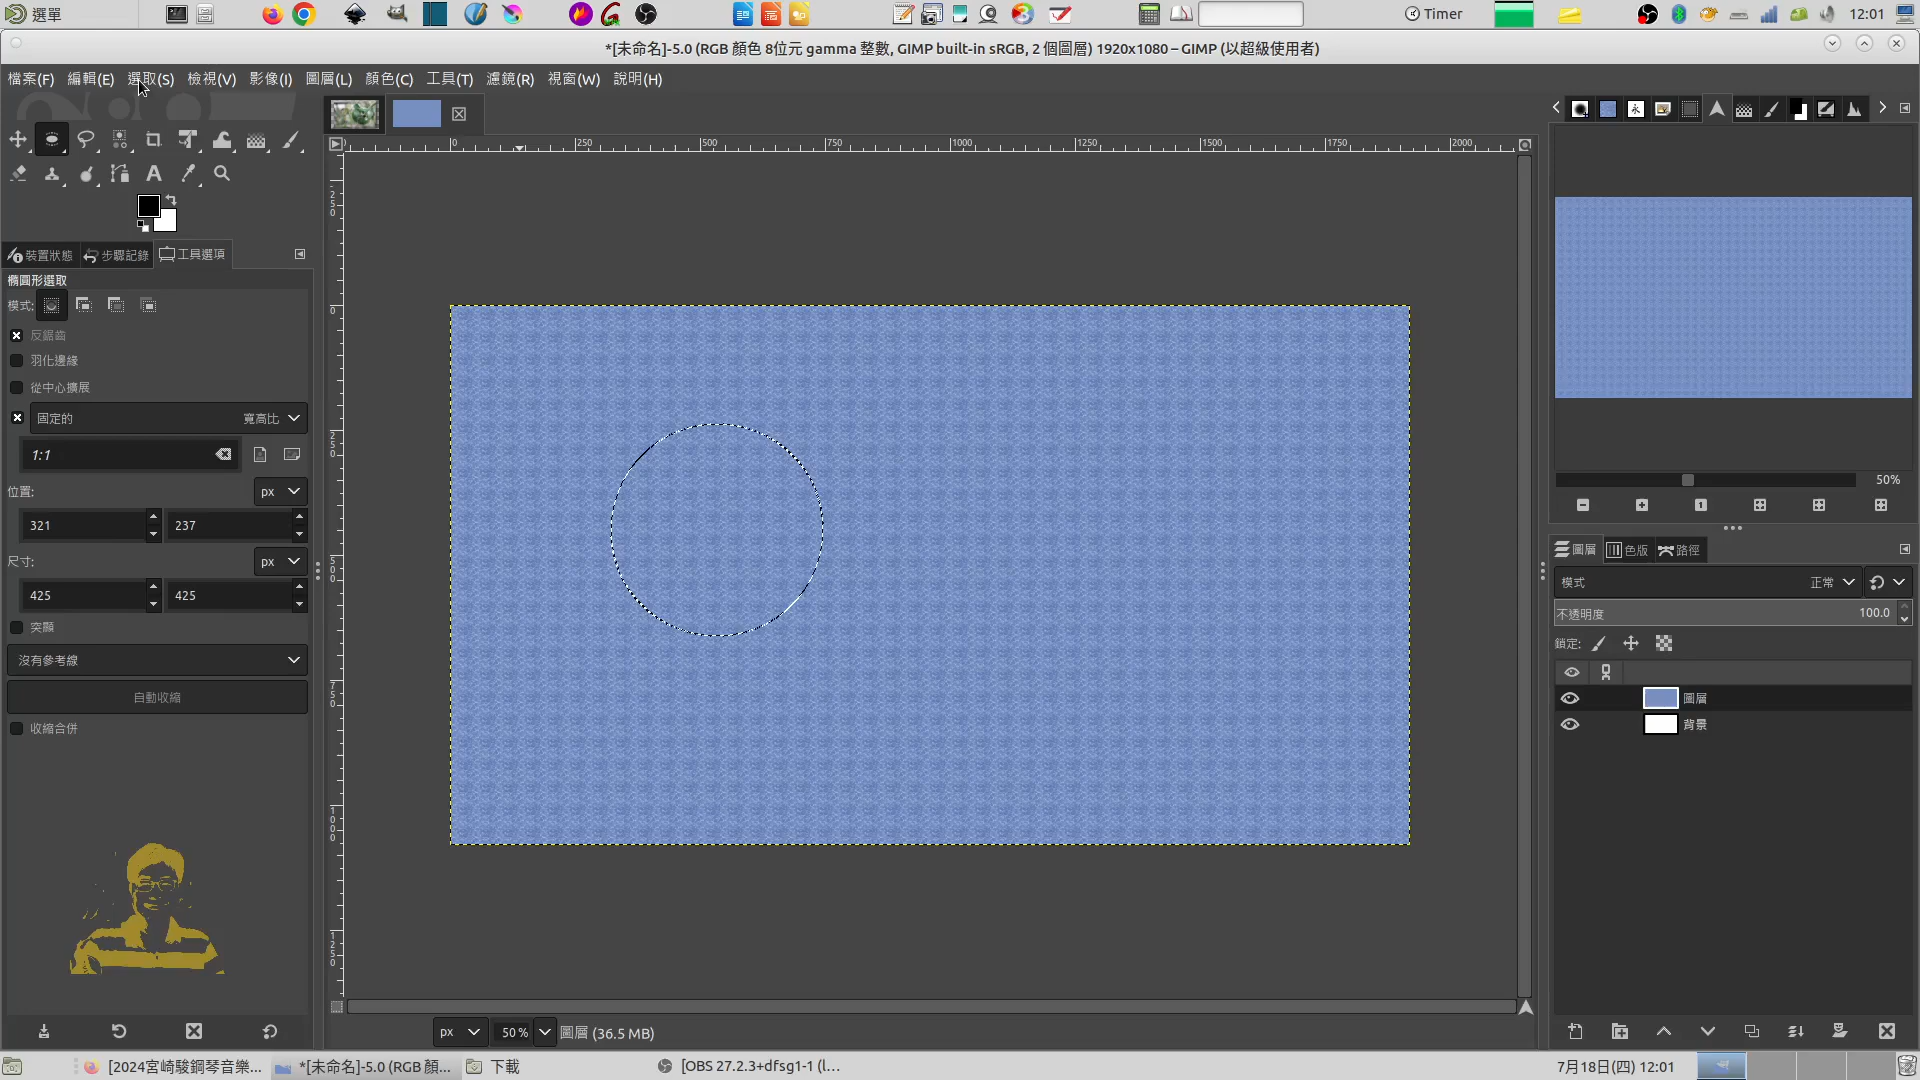 選單
Timer
12:01
*[未命名]-5.0 (RGB 顏色 8位元 gamma 整數, GIMP built-in sRGB, 2 個圖層) 1920x1080 – GIMP (以超級使用者)
檔案(F) 編輯(E) 選取(S) 檢視(V) 影像(I) 圖層(L) 顏色(C) 工具(T) 濾鏡(R) 視窗(W) 說明(H)
0 250 500 750 1000 1250 1500 1750 2000
裝置狀態 步驟記錄 工具選項
橢圓形選取
模式:
反鋸齒
羽化邊緣
從中心擴展
固定的 寬高比
1:1
位置: px
321 237
尺寸: px
425 425
突顯
沒有參考線
自動收縮
收縮合併
250
0
250
500
750
1000
1250
px 50 % 圖層 (36.5 MB)
50%
圖層 色版 路徑
模式 正常
不透明度 100.0
鎖定:
圖層
背景
[2024宮崎駿鋼琴音樂... *[未命名]-5.0 (RGB 顏... 下載 [OBS 27.2.3+dfsg1-1 (l... 7月18日(四) 12:01